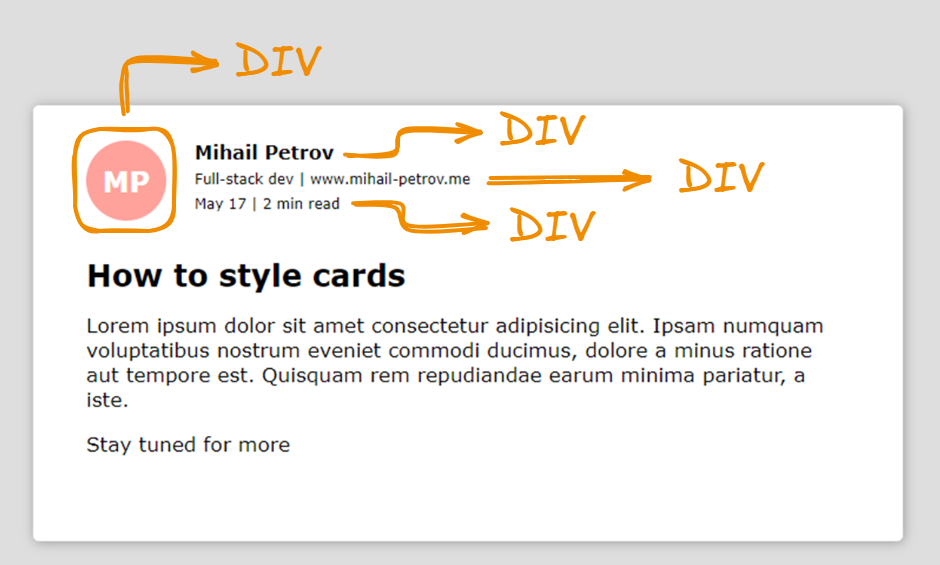 DIV
DIV
MP
Mihail Petrov
Full-stack dev | www.mihail-petrov.me
DIV
May 17 | 2 min read
DIV
How to style cards
Lorem ipsum dolor sit amet consectetur adipisicing elit. Ipsam numquam
voluptatibus nostrum eveniet commodi ducimus, dolore a minus ratione
aut tempore est. Quisquam rem repudiandae earum minima pariatur, a
iste.
Stay tuned for more